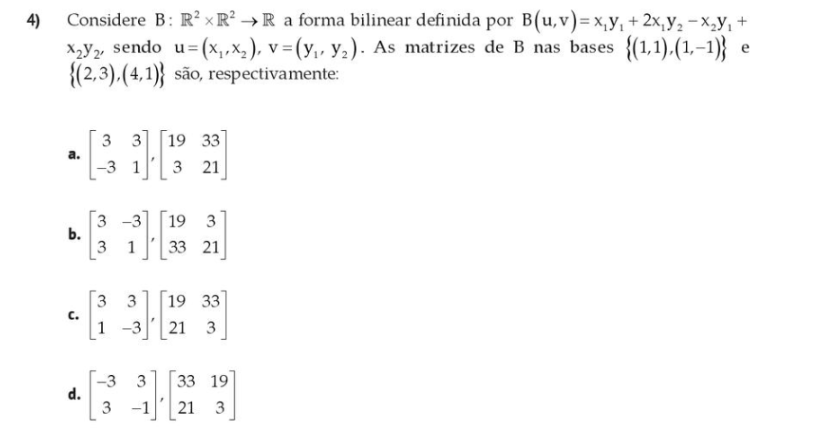 4) Considere B: ℝ² × ℝ² → ℝ a forma bilinear definida por B(u,v) = x₁y₁ + 2x₁y₂ − x₂y₁ +
x₂y₂, sendo u = (x₁,x₂), v = (y₁, y₂). As matrizes de B nas bases {(1,1),(1,−1)} e
{(2,3),(4,1)} são, respectivamente:
a. [3 3; −3 1], [19 33; 3 21]
b. [3 −3; 3 1], [19 3; 33 21]
c. [3 3; 1 −3], [19 33; 21 3]
d. [−3 3; 3 −1], [33 19; 21 3]